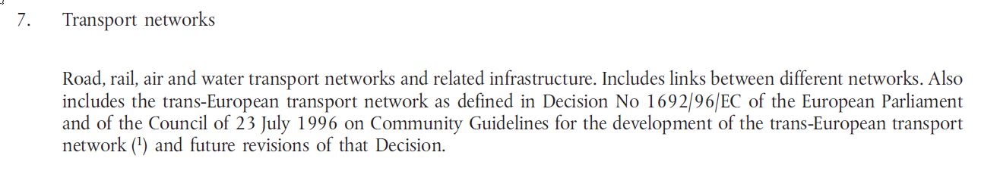 7. Transport networks
Road, rail, air and water transport networks and related infrastructure. Includes links between different networks. Also
includes the trans-European transport network as defined in Decision No 1692/96/EC of the European Parliament
and of the Council of 23 July 1996 on Community Guidelines for the development of the trans-European transport
network (¹) and future revisions of that Decision.